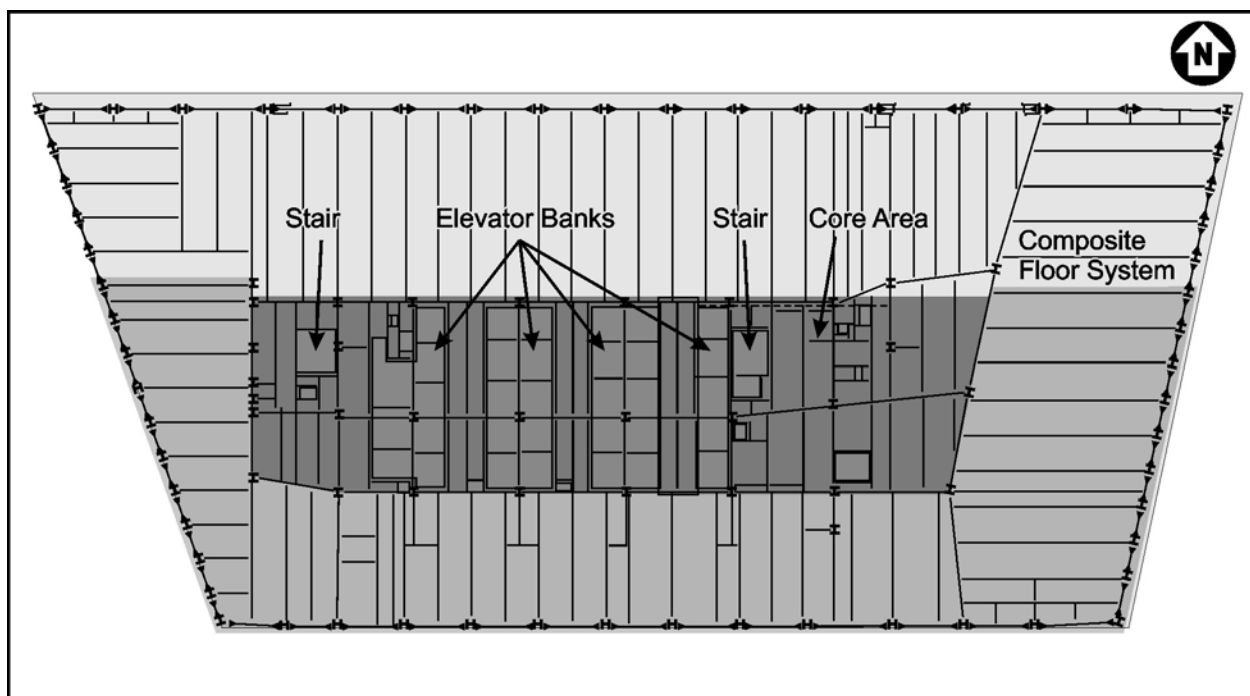 N
Stair
Elevator Banks
Stair
Core Area
Composite
Floor System